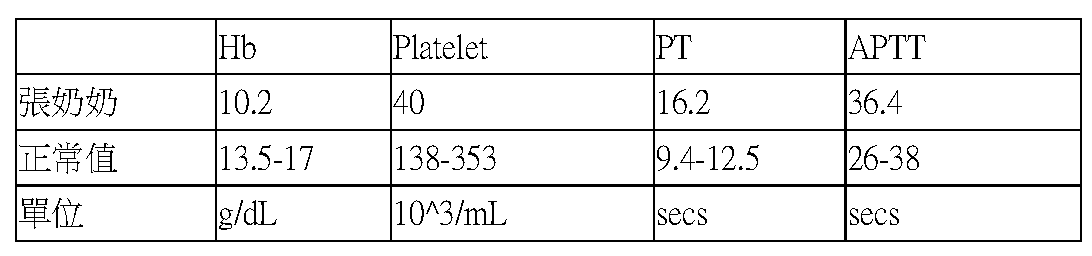 Hb Platelet PT APTT
張奶奶 10.2 40 16.2 36.4
正常值 13.5-17 138-353 9.4-12.5 26-38
單位 g/dL 10^3/mL secs secs